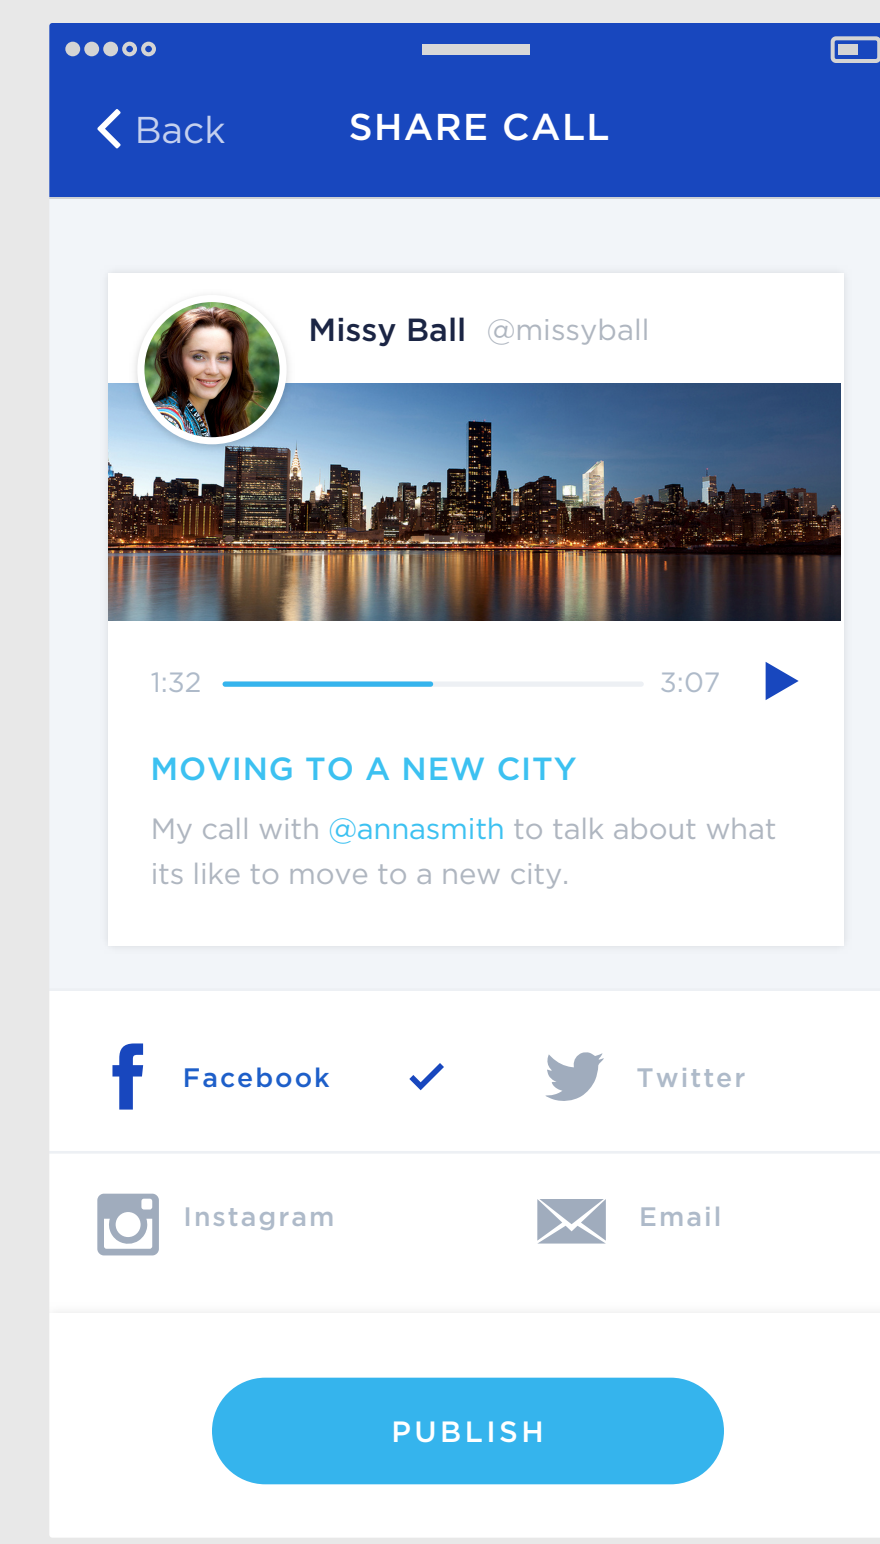 Back
SHARE CALL
Missy Ball @missyball
1:32
3:07
MOVING TO A NEW CITY
My call with @annasmith to talk about what
its like to move to a new city.
Facebook
Twitter
Instagram
Email
PUBLISH